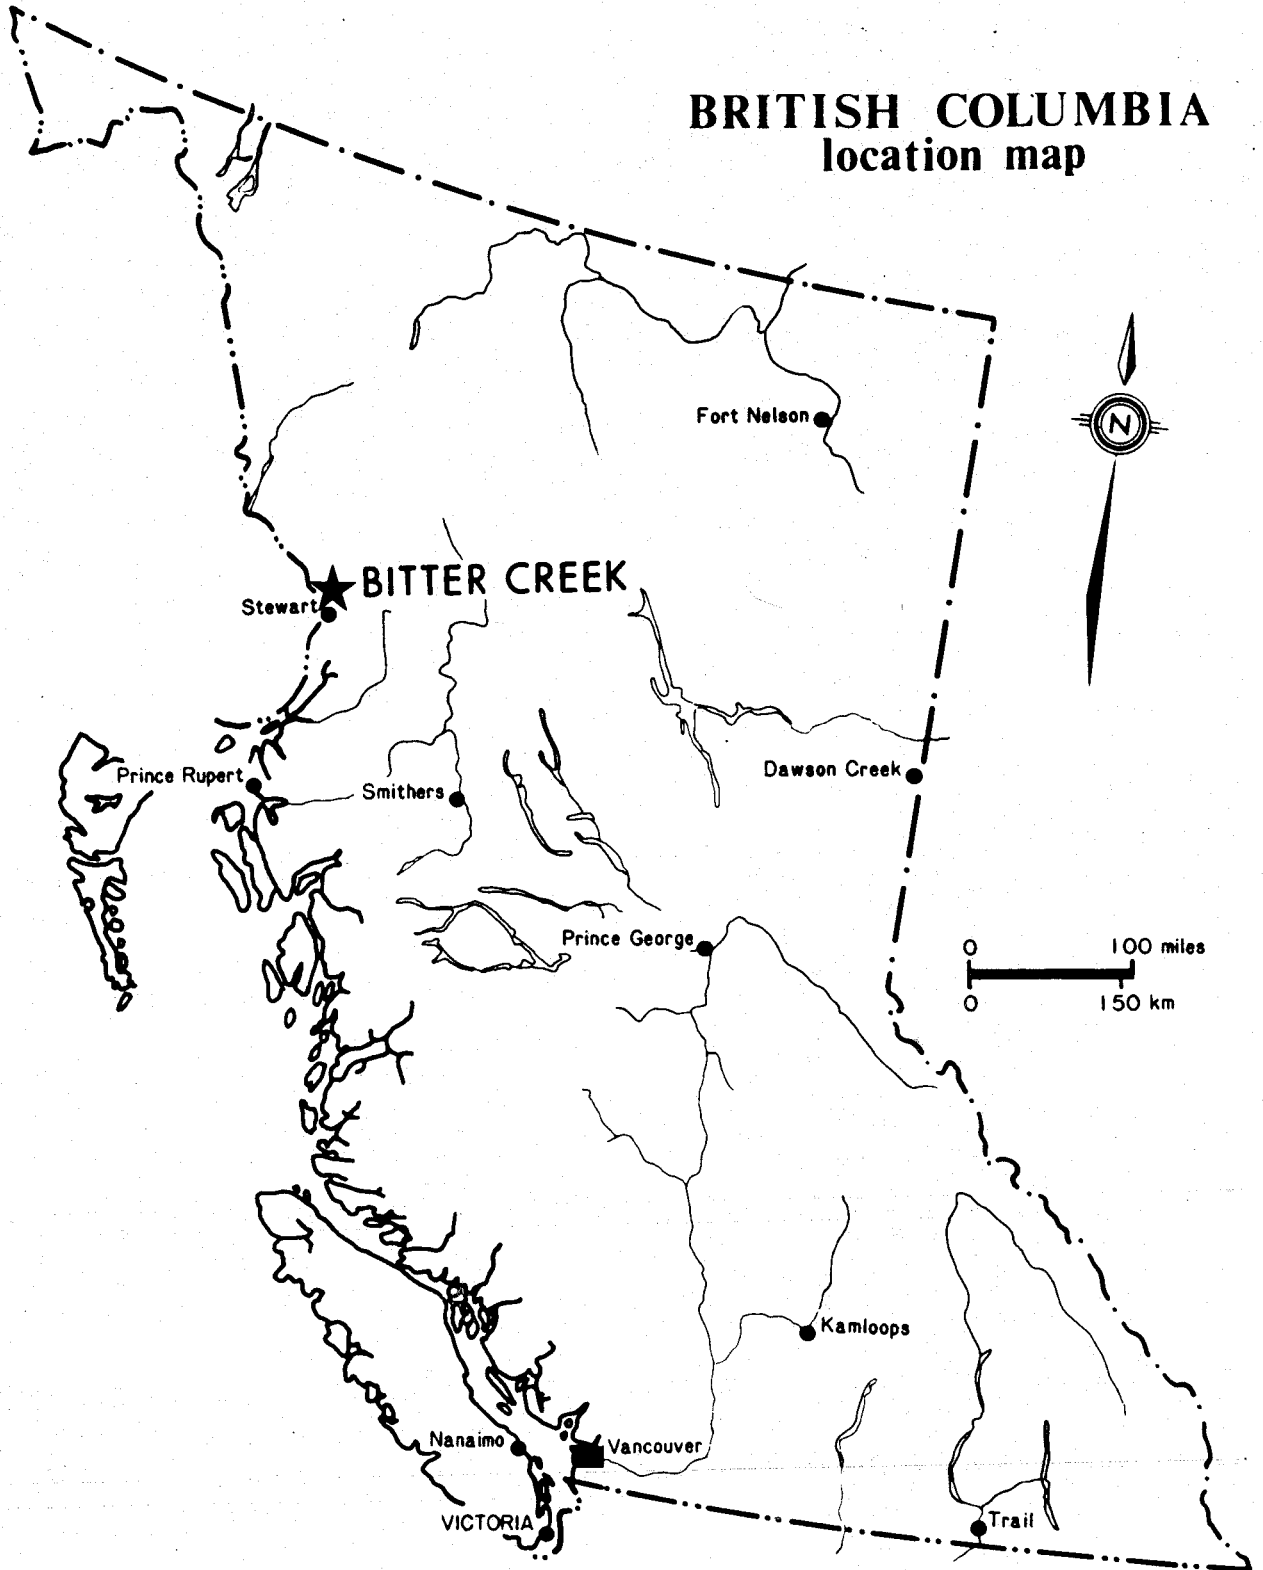 BRITISH COLUMBIA
location map
Fort Nelson
N
BITTER CREEK
Stewart
Prince Rupert
Smithers
Dawson Creek
Prince George
0 100 miles
0 150 km
Kamloops
Nanaimo
Vancouver
VICTORIA
Trail